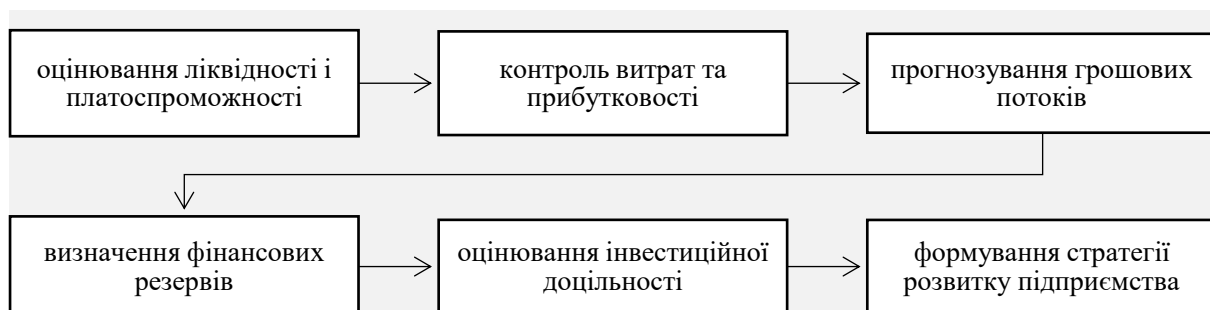 оцінювання ліквідності і
платоспроможності
контроль витрат та
прибутковості
прогнозування грошових
потоків
визначення фінансових
резервів
оцінювання інвестиційної
доцільності
формування стратегії
розвитку підприємства